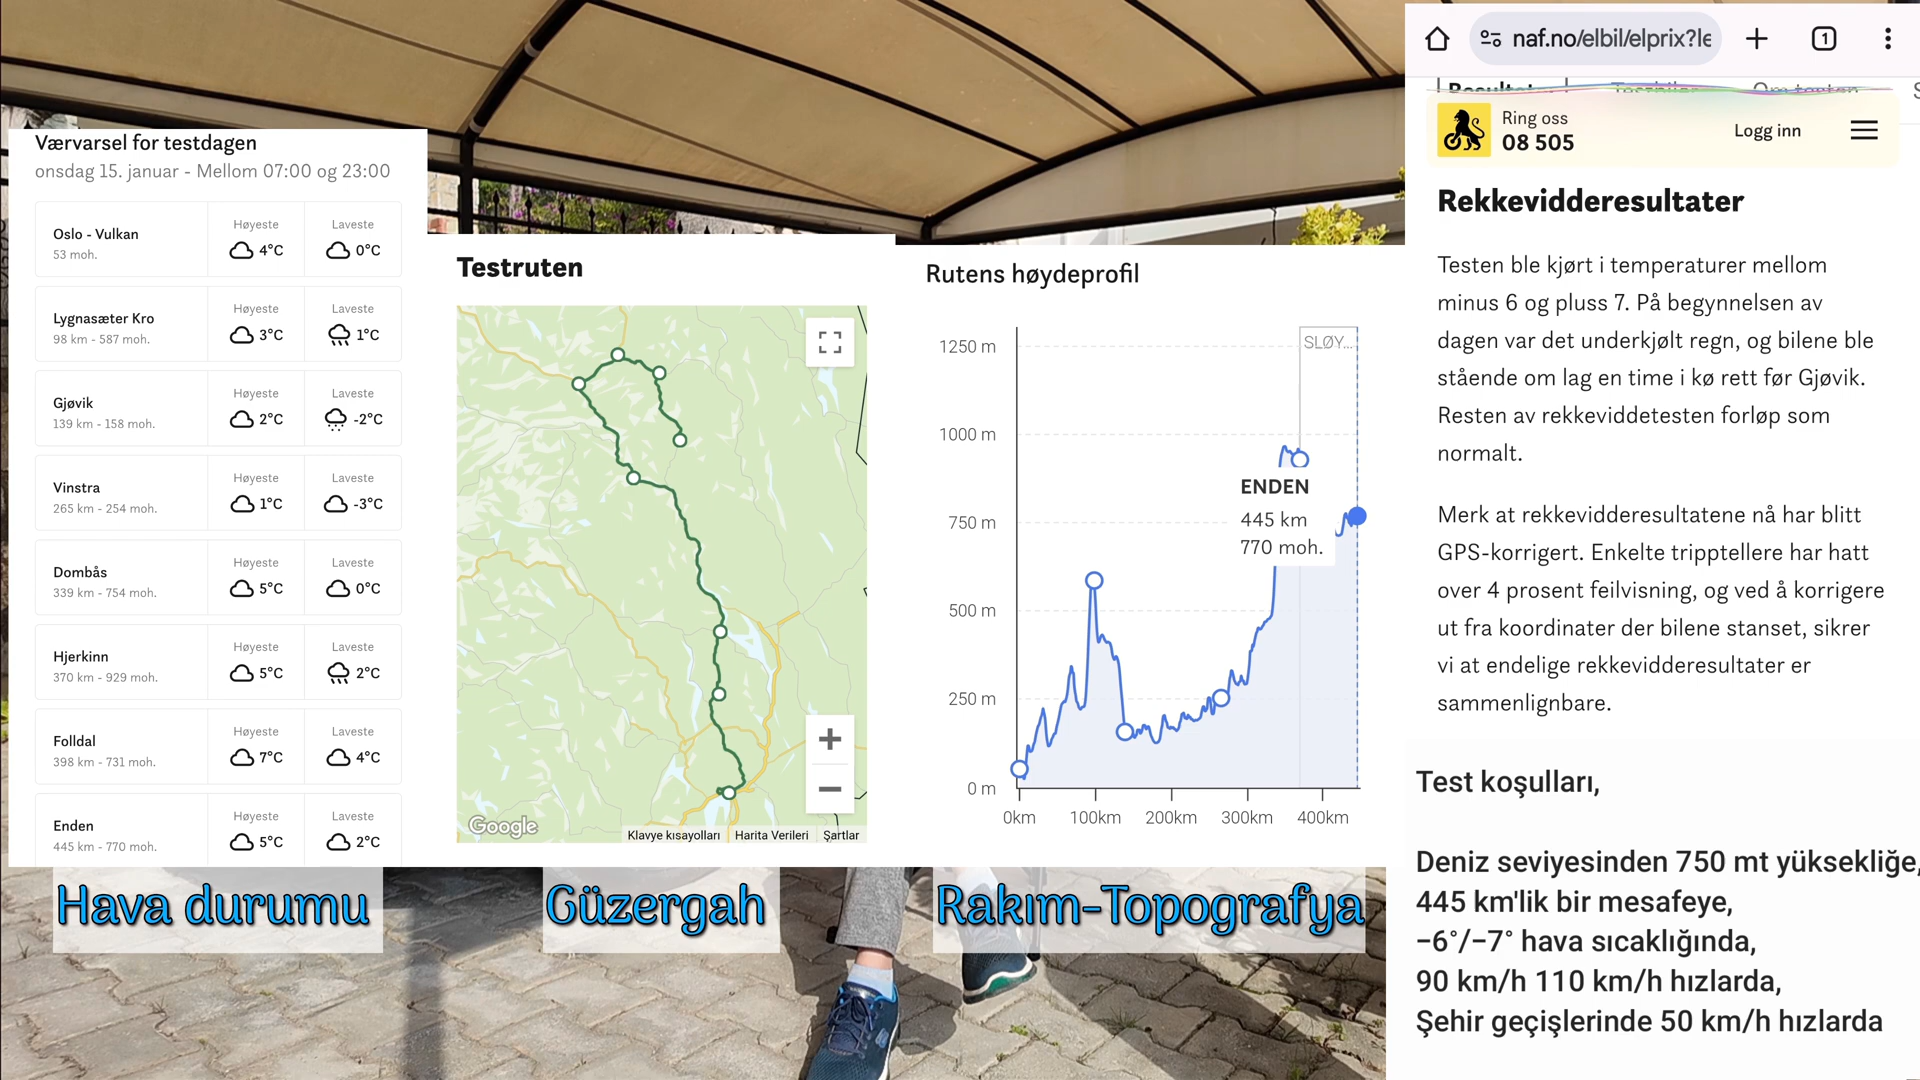 naf.no/elbil/elprix?le
1
Resultater
Testbiler
Om testen
Ring oss
08 505
Logg inn
Værvarsel for testdagen
onsdag 15. januar - Mellom 07:00 og 23:00
Oslo - Vulkan
53 moh.
Høyeste
4°C
Laveste
0°C
Lygnasæter Kro
98 km - 587 moh.
Høyeste
3°C
Laveste
1°C
Gjøvik
139 km - 158 moh.
Høyeste
2°C
Laveste
-2°C
Vinstra
265 km - 254 moh.
Høyeste
1°C
Laveste
-3°C
Dombås
339 km - 754 moh.
Høyeste
5°C
Laveste
0°C
Hjerkinn
370 km - 929 moh.
Høyeste
5°C
Laveste
2°C
Folldal
398 km - 731 moh.
Høyeste
7°C
Laveste
4°C
Enden
445 km - 770 moh.
Høyeste
5°C
Laveste
2°C
Hava durumu
Testruten
Google
Klavye kısayolları
Harita Verileri
Şartlar
Güzergah
Rutens høydeprofil
1250 m
1000 m
750 m
500 m
250 m
0 m
SLØY...
ENDEN
445 km
770 moh.
0km
100km
200km
300km
400km
Rakım-Topografya
Rekkevidderesultater
Testen ble kjørt i temperaturer mellom
minus 6 og pluss 7. På begynnelsen av
dagen var det underkjølt regn, og bilene ble
stående om lag en time i kø rett før Gjøvik.
Resten av rekkeviddetesten forløp som
normalt.
Merk at rekkevidderesultatene nå har blitt
GPS-korrigert. Enkelte tripptellere har hatt
over 4 prosent feilvisning, og ved å korrigere
ut fra koordinater der bilene stanset, sikrer
vi at endelige rekkevidderesultater er
sammenlignbare.
Test koşulları,
Deniz seviyesinden 750 mt yüksekliğe,
445 km'lik bir mesafeye,
−6°/−7° hava sıcaklığında,
90 km/h 110 km/h hızlarda,
Şehir geçişlerinde 50 km/h hızlarda